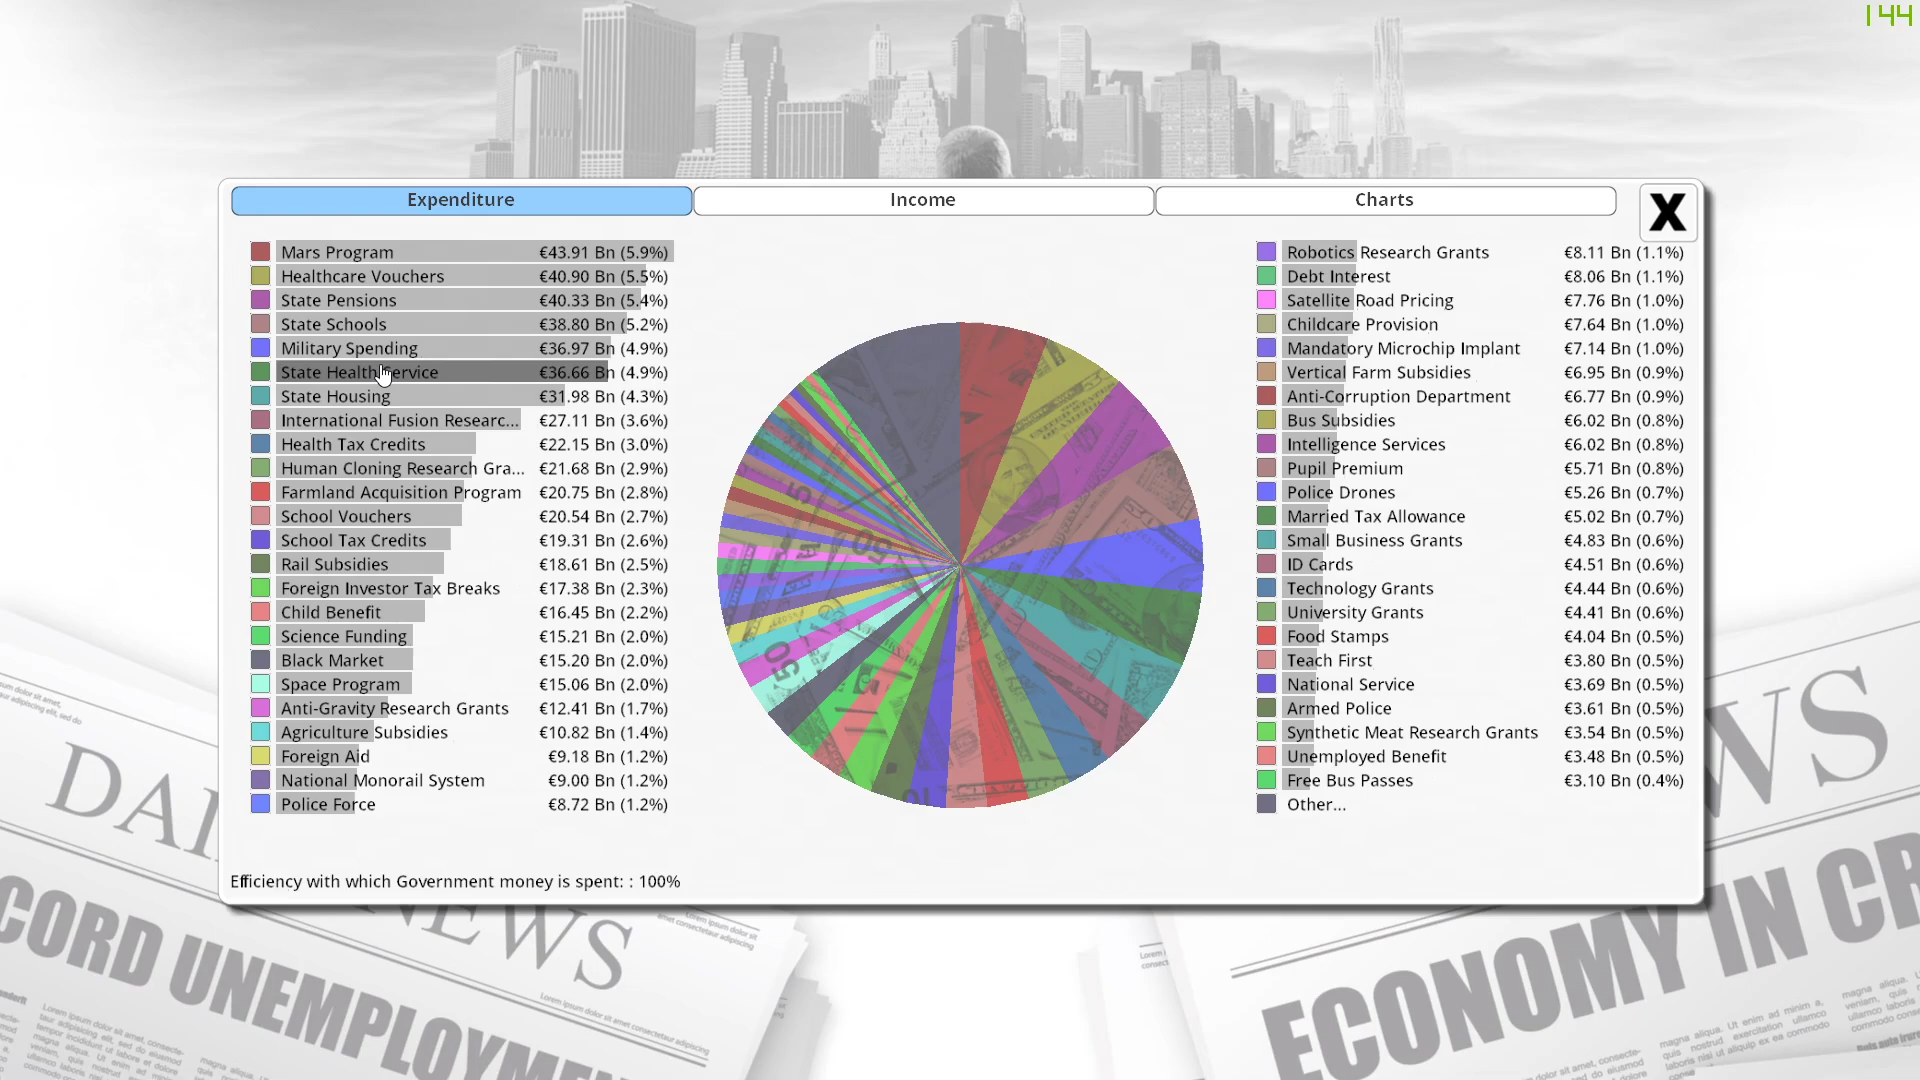 144
Expenditure
Income
Charts
X
Mars Program €43.91 Bn (5.9%)
Healthcare Vouchers €40.90 Bn (5.5%)
State Pensions €40.33 Bn (5.4%)
State Schools €38.80 Bn (5.2%)
Military Spending €36.97 Bn (4.9%)
State Health Service €36.66 Bn (4.9%)
State Housing €31.98 Bn (4.3%)
International Fusion Researc... €27.11 Bn (3.6%)
Health Tax Credits €22.15 Bn (3.0%)
Human Cloning Research Gra... €21.68 Bn (2.9%)
Farmland Acquisition Program €20.75 Bn (2.8%)
School Vouchers €20.54 Bn (2.7%)
School Tax Credits €19.31 Bn (2.6%)
Rail Subsidies €18.61 Bn (2.5%)
Foreign Investor Tax Breaks €17.38 Bn (2.3%)
Child Benefit €16.45 Bn (2.2%)
Science Funding €15.21 Bn (2.0%)
Black Market €15.20 Bn (2.0%)
Space Program €15.06 Bn (2.0%)
Anti-Gravity Research Grants €12.41 Bn (1.7%)
Agriculture Subsidies €10.82 Bn (1.4%)
Foreign Aid €9.18 Bn (1.2%)
National Monorail System €9.00 Bn (1.2%)
Police Force €8.72 Bn (1.2%)
Robotics Research Grants €8.11 Bn (1.1%)
Debt Interest €8.06 Bn (1.1%)
Satellite Road Pricing €7.76 Bn (1.0%)
Childcare Provision €7.64 Bn (1.0%)
Mandatory Microchip Implant €7.14 Bn (1.0%)
Vertical Farm Subsidies €6.95 Bn (0.9%)
Anti-Corruption Department €6.77 Bn (0.9%)
Bus Subsidies €6.02 Bn (0.8%)
Intelligence Services €6.02 Bn (0.8%)
Pupil Premium €5.71 Bn (0.8%)
Police Drones €5.26 Bn (0.7%)
Married Tax Allowance €5.02 Bn (0.7%)
Small Business Grants €4.83 Bn (0.6%)
ID Cards €4.51 Bn (0.6%)
Technology Grants €4.44 Bn (0.6%)
University Grants €4.41 Bn (0.6%)
Food Stamps €4.04 Bn (0.5%)
Teach First €3.80 Bn (0.5%)
National Service €3.69 Bn (0.5%)
Armed Police €3.61 Bn (0.5%)
Synthetic Meat Research Grants €3.54 Bn (0.5%)
Unemployed Benefit €3.48 Bn (0.5%)
Free Bus Passes €3.10 Bn (0.4%)
Other...
Efficiency with which Government money is spent: : 100%
DAI
NEWS
CORD UNEMPLOYME
WS
ECONOMY IN CR